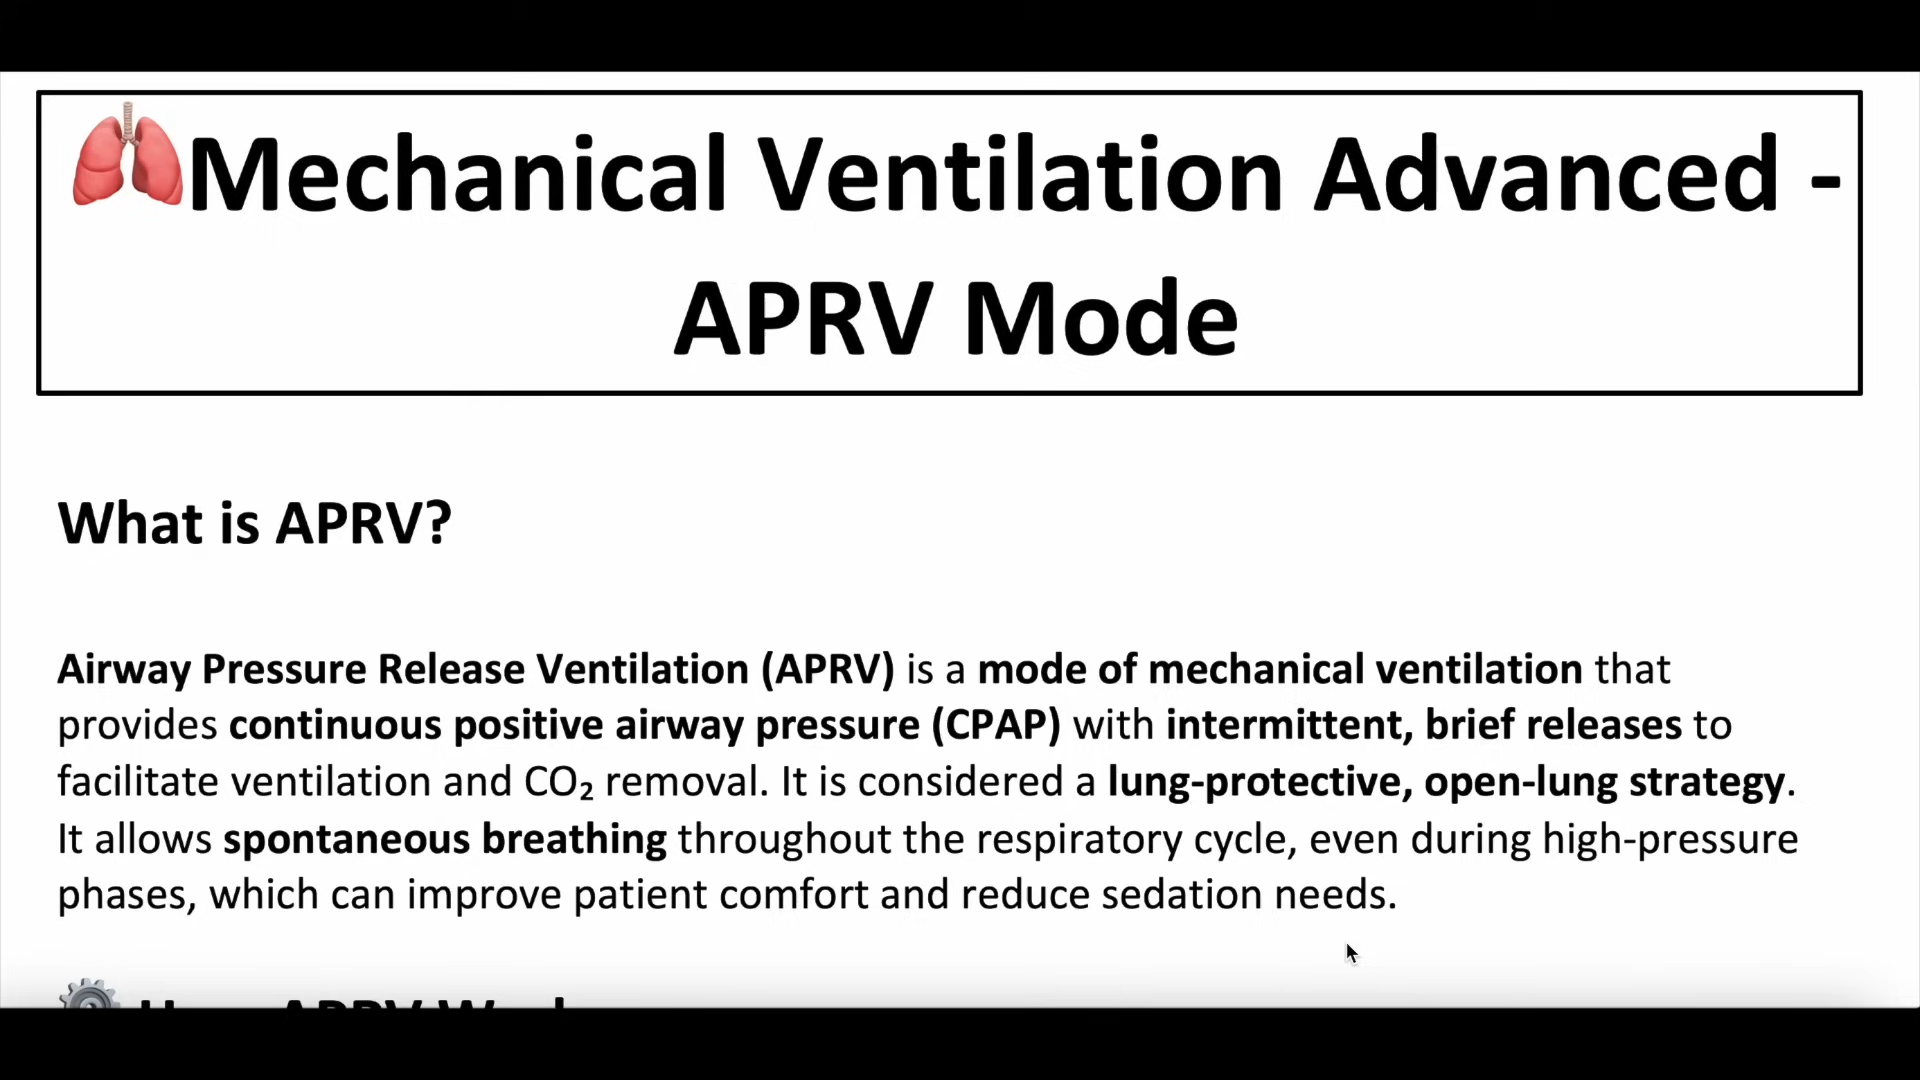 Mechanical Ventilation Advanced -
APRV Mode
What is APRV?
Airway Pressure Release Ventilation (APRV) is a mode of mechanical ventilation that
provides continuous positive airway pressure (CPAP) with intermittent, brief releases to
facilitate ventilation and CO₂ removal. It is considered a lung-protective, open-lung strategy.
It allows spontaneous breathing throughout the respiratory cycle, even during high-pressure
phases, which can improve patient comfort and reduce sedation needs.
APRV